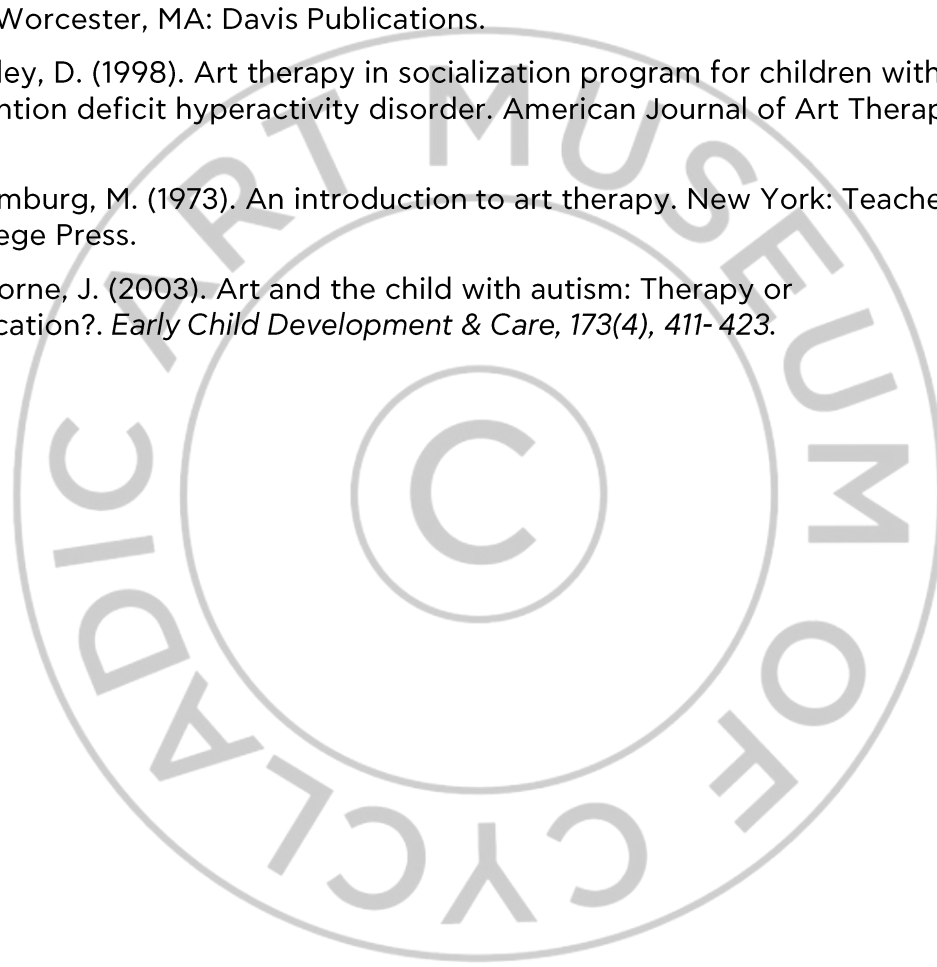 Worcester, MA: Davis Publications.
ley, D. (1998). Art therapy in socialization program for children with
ntion deficit hyperactivity disorder. American Journal of Art Therap
mburg, M. (1973). An introduction to art therapy. New York: Teache
ege Press.
orne, J. (2003). Art and the child with autism: Therapy or
cation?. Early Child Development & Care, 173(4), 411- 423.
MUSEUM OF CYCLADIC ART
C